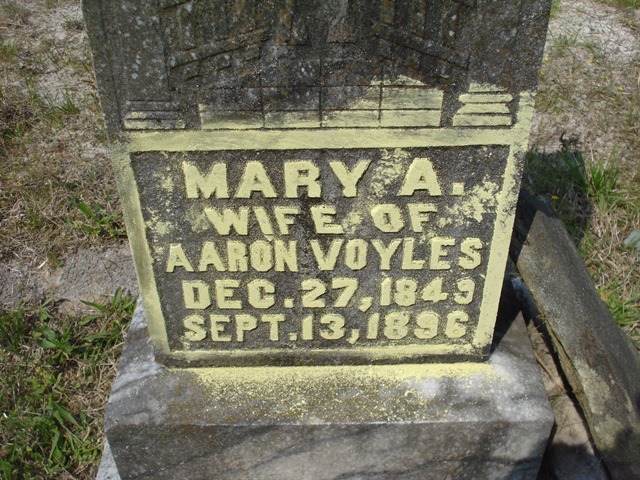 MARY A.
WIFE OF
AARON VOYLES
DEC. 27, 1849
SEPT. 13, 1896